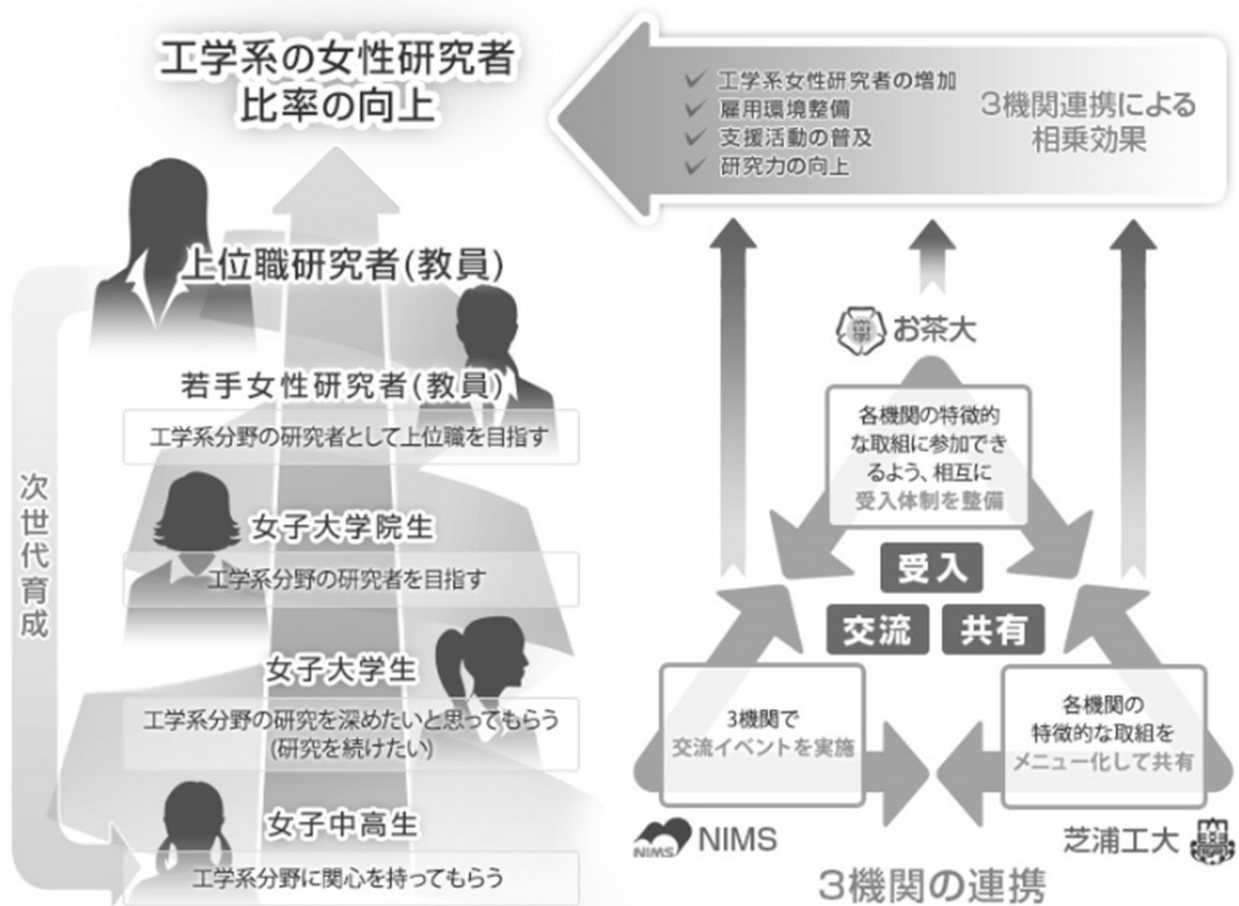 工学系の女性研究者
比率の向上
上位職研究者(教員)
若手女性研究者(教員)
工学系分野の研究者として上位職を目指す
女子大学院生
工学系分野の研究者を目指す
女子大学生
工学系分野の研究を深めたいと思ってもらう
(研究を続けたい)
女子中高生
工学系分野に関心を持ってもらう
次世代育成
工学系女性研究者の増加
雇用環境整備
支援活動の普及
研究力の向上
3機関連携による
相乗効果
お茶大
各機関の特徴的
な取組に参加でき
るよう、相互に
受入体制を整備
受入
交流
共有
3機関で
交流イベントを実施
各機関の
特徴的な取組を
メニュー化して共有
NIMS
NIMS
芝浦工大
3機関の連携